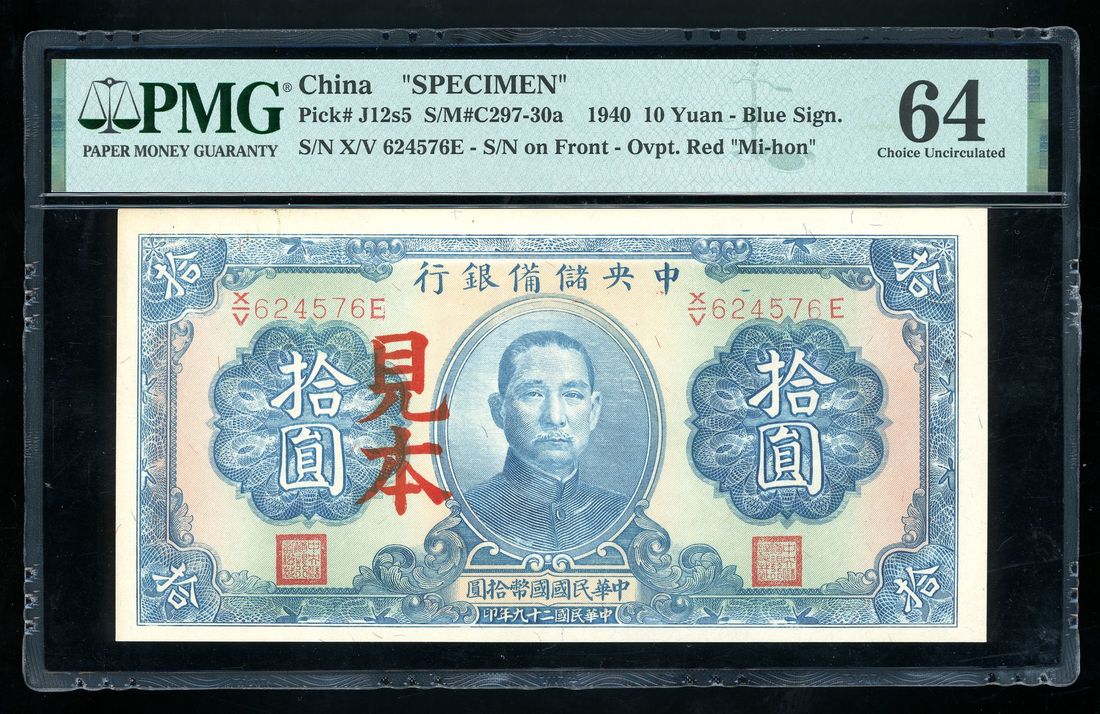 PMG® China "SPECIMEN"
Pick# J12s5 S/M#C297-30a 1940 10 Yuan - Blue Sign.
S/N X/V 624576E - S/N on Front - Ovpt. Red "Mi-hon"
PAPER MONEY GUARANTY
64
Choice Uncirculated
拾 拾
行銀備儲央中
X/V 624576E X/V 624576E
拾圓
見本
拾圓
圓拾幣國國民華中
印年九十二國民華中
拾 拾